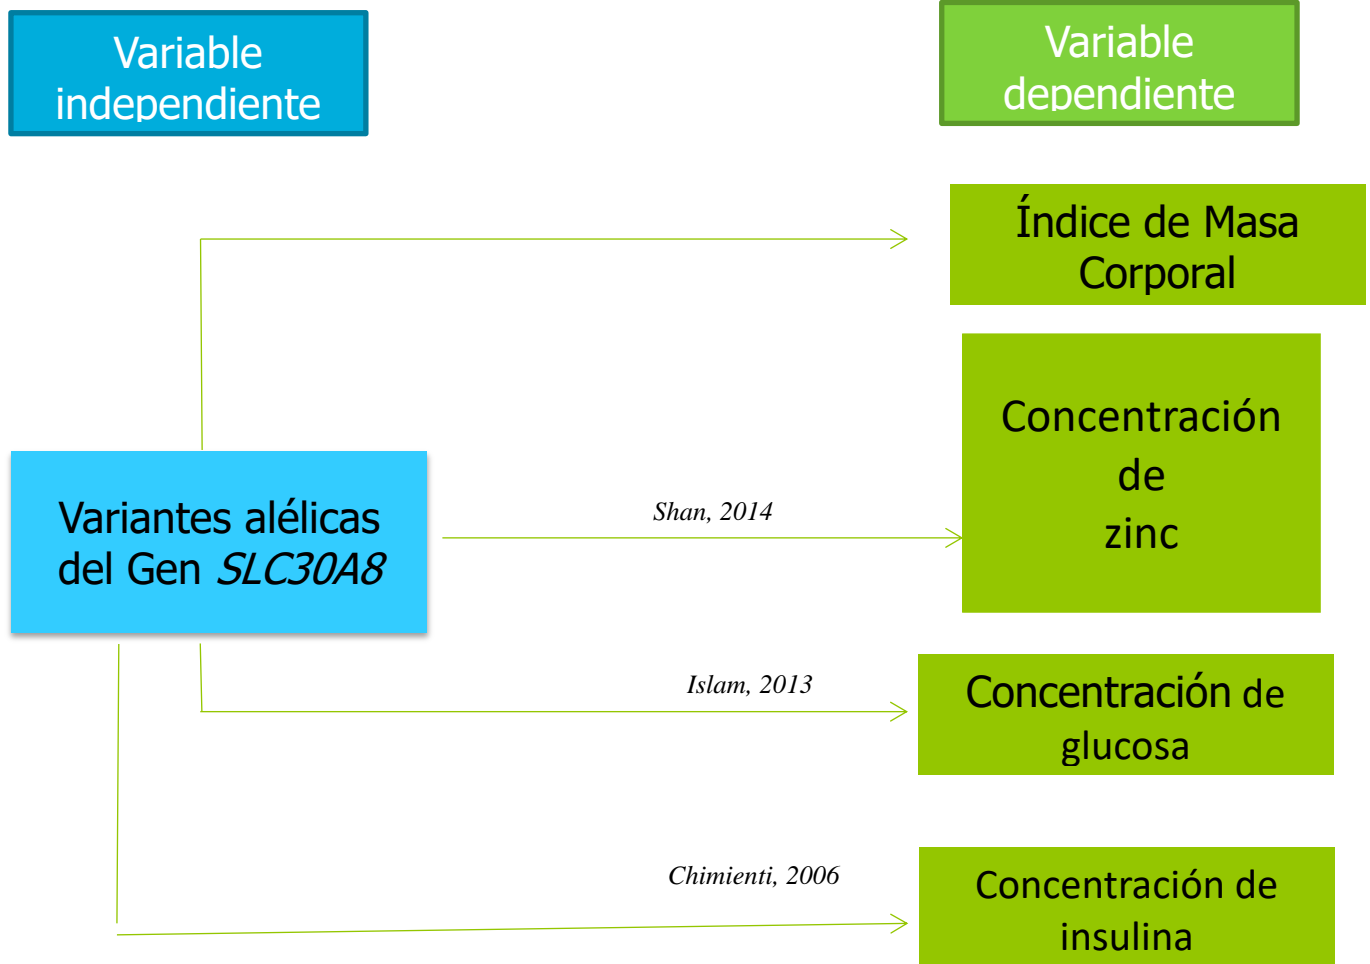 Variable
independiente
Variable
dependiente
Índice de Masa
Corporal
Concentración
de
zinc
Variantes alélicas
del Gen SLC30A8
Shan, 2014
Islam, 2013
Concentración de
glucosa
Chimienti, 2006
Concentración de
insulina